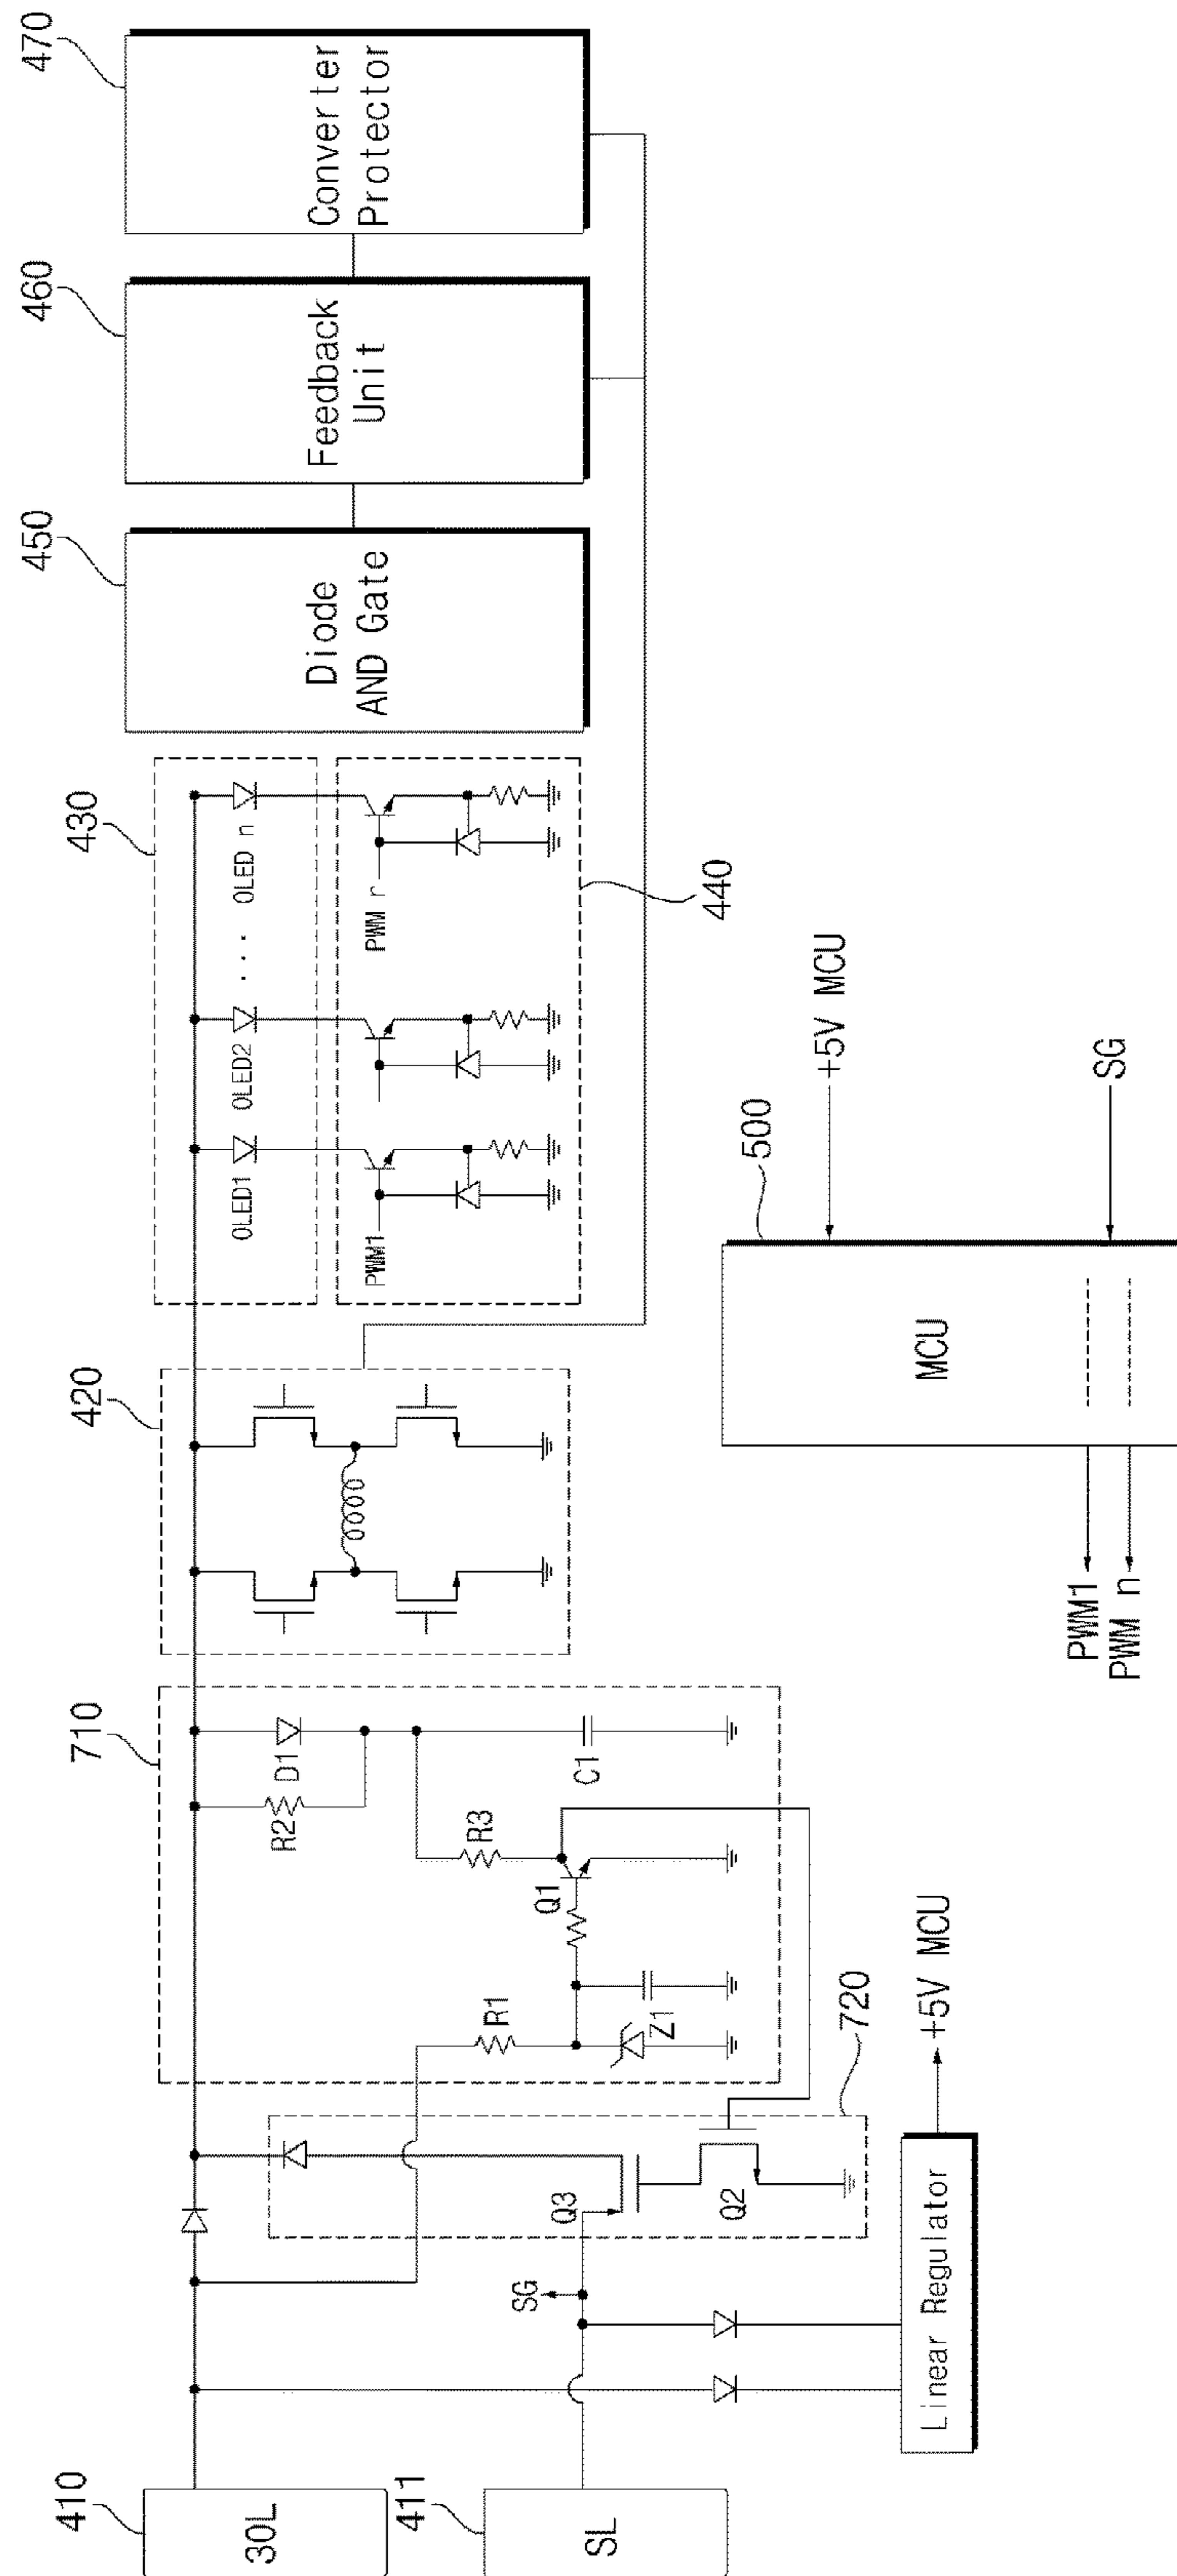 410
30L
411
SL
SG
Linear Regulator
+5V MCU
720
Q3
Q2
710
R1
Z1
Q1
R3
R2
D1
C1
420
430
OLED1
OLED2
...
OLED n
PWM1
PWM r
440
450
Diode
AND Gate
460
Feedback
Unit
470
Converter
Protector
500
MCU
+5V MCU
SG
PWM1
PWM n